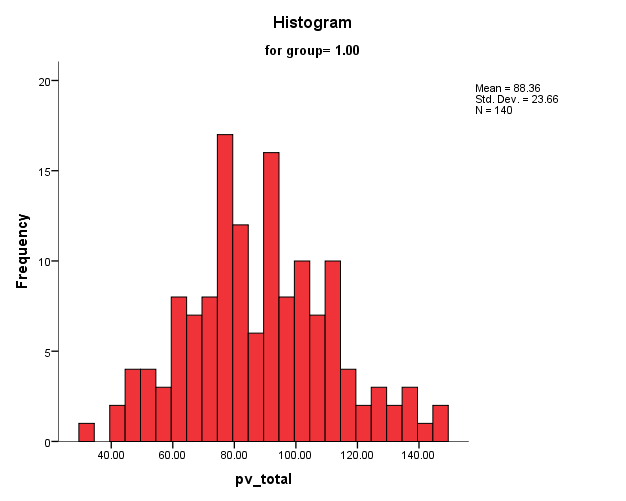 Histogram
for group= 1.00
Mean = 88.36
Std. Dev. = 23.66
N = 140
20
15
10
5
0
Frequency
40.00 60.00 80.00 100.00 120.00 140.00
pv_total